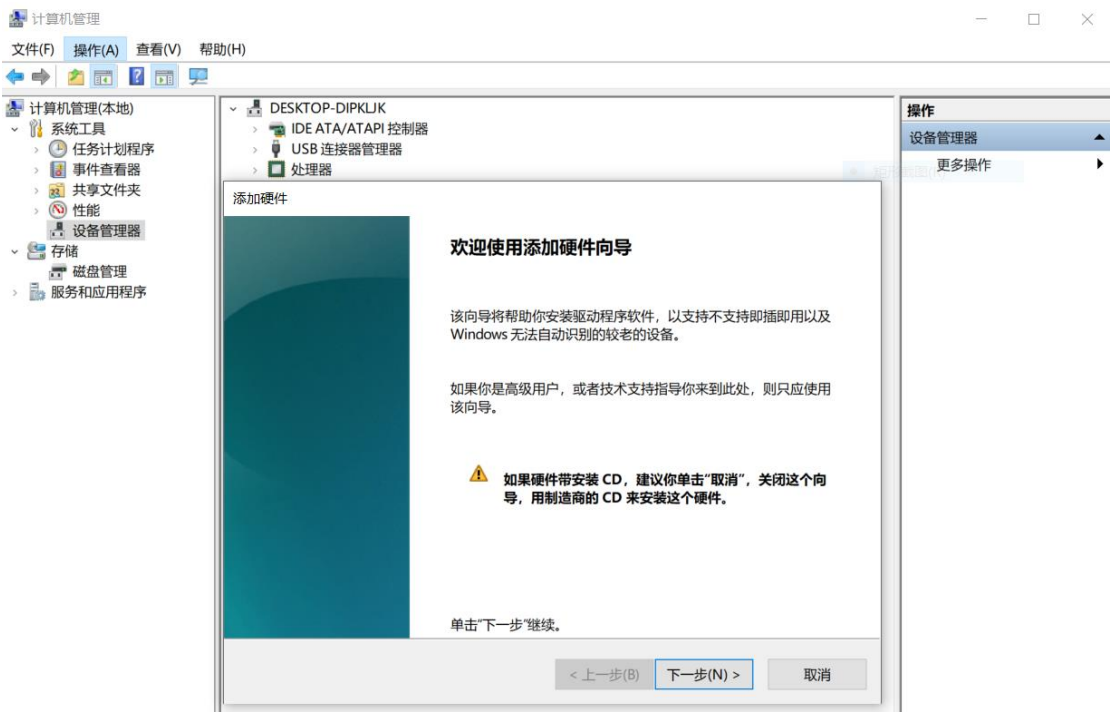 计算机管理
文件(F) 操作(A) 查看(V) 帮助(H)
计算机管理(本地)
系统工具
任务计划程序
事件查看器
共享文件夹
性能
设备管理器
存储
磁盘管理
服务和应用程序
DESKTOP-DIPKLJK
IDE ATA/ATAPI 控制器
USB 连接器管理器
处理器
添加硬件
欢迎使用添加硬件向导
该向导将帮助你安装驱动程序软件，以支持不支持即插即用以及
Windows 无法自动识别的较老的设备。
如果你是高级用户，或者技术支持指导你来到此处，则只应使用
该向导。
如果硬件带安装 CD，建议你单击“取消”，关闭这个向
导，用制造商的 CD 来安装这个硬件。
单击“下一步”继续。
< 上一步(B) 下一步(N) > 取消
操作
设备管理器
更多操作